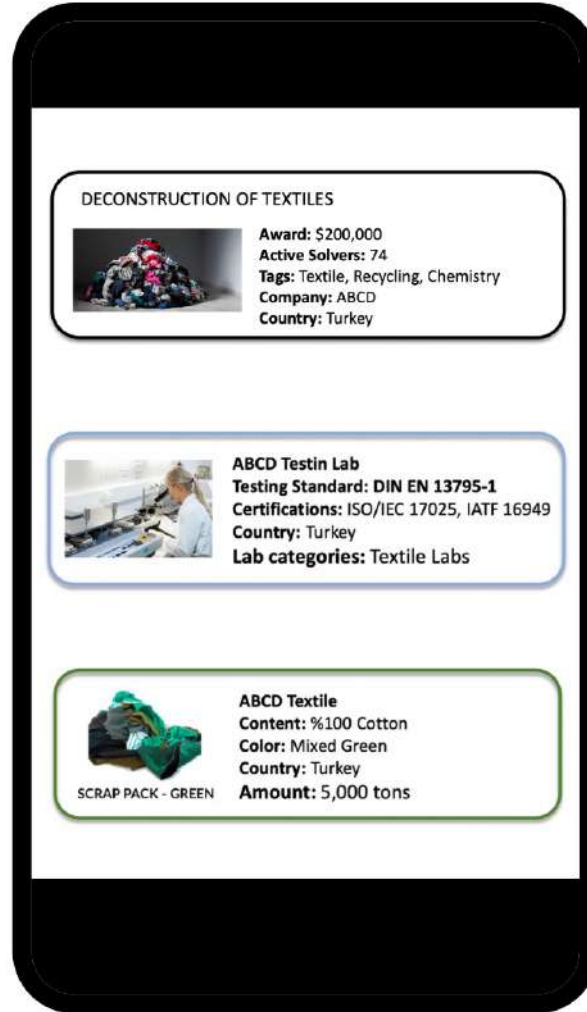 DECONSTRUCTION OF TEXTILES
Award: $200,000
Active Solvers: 74
Tags: Textile, Recycling, Chemistry
Company: ABCD
Country: Turkey
ABCD Testin Lab
Testing Standard: DIN EN 13795-1
Certifications: ISO/IEC 17025, IATF 16949
Country: Turkey
Lab categories: Textile Labs
ABCD Textile
Content: %100 Cotton
Color: Mixed Green
Country: Turkey
Amount: 5,000 tons
SCRAP PACK - GREEN